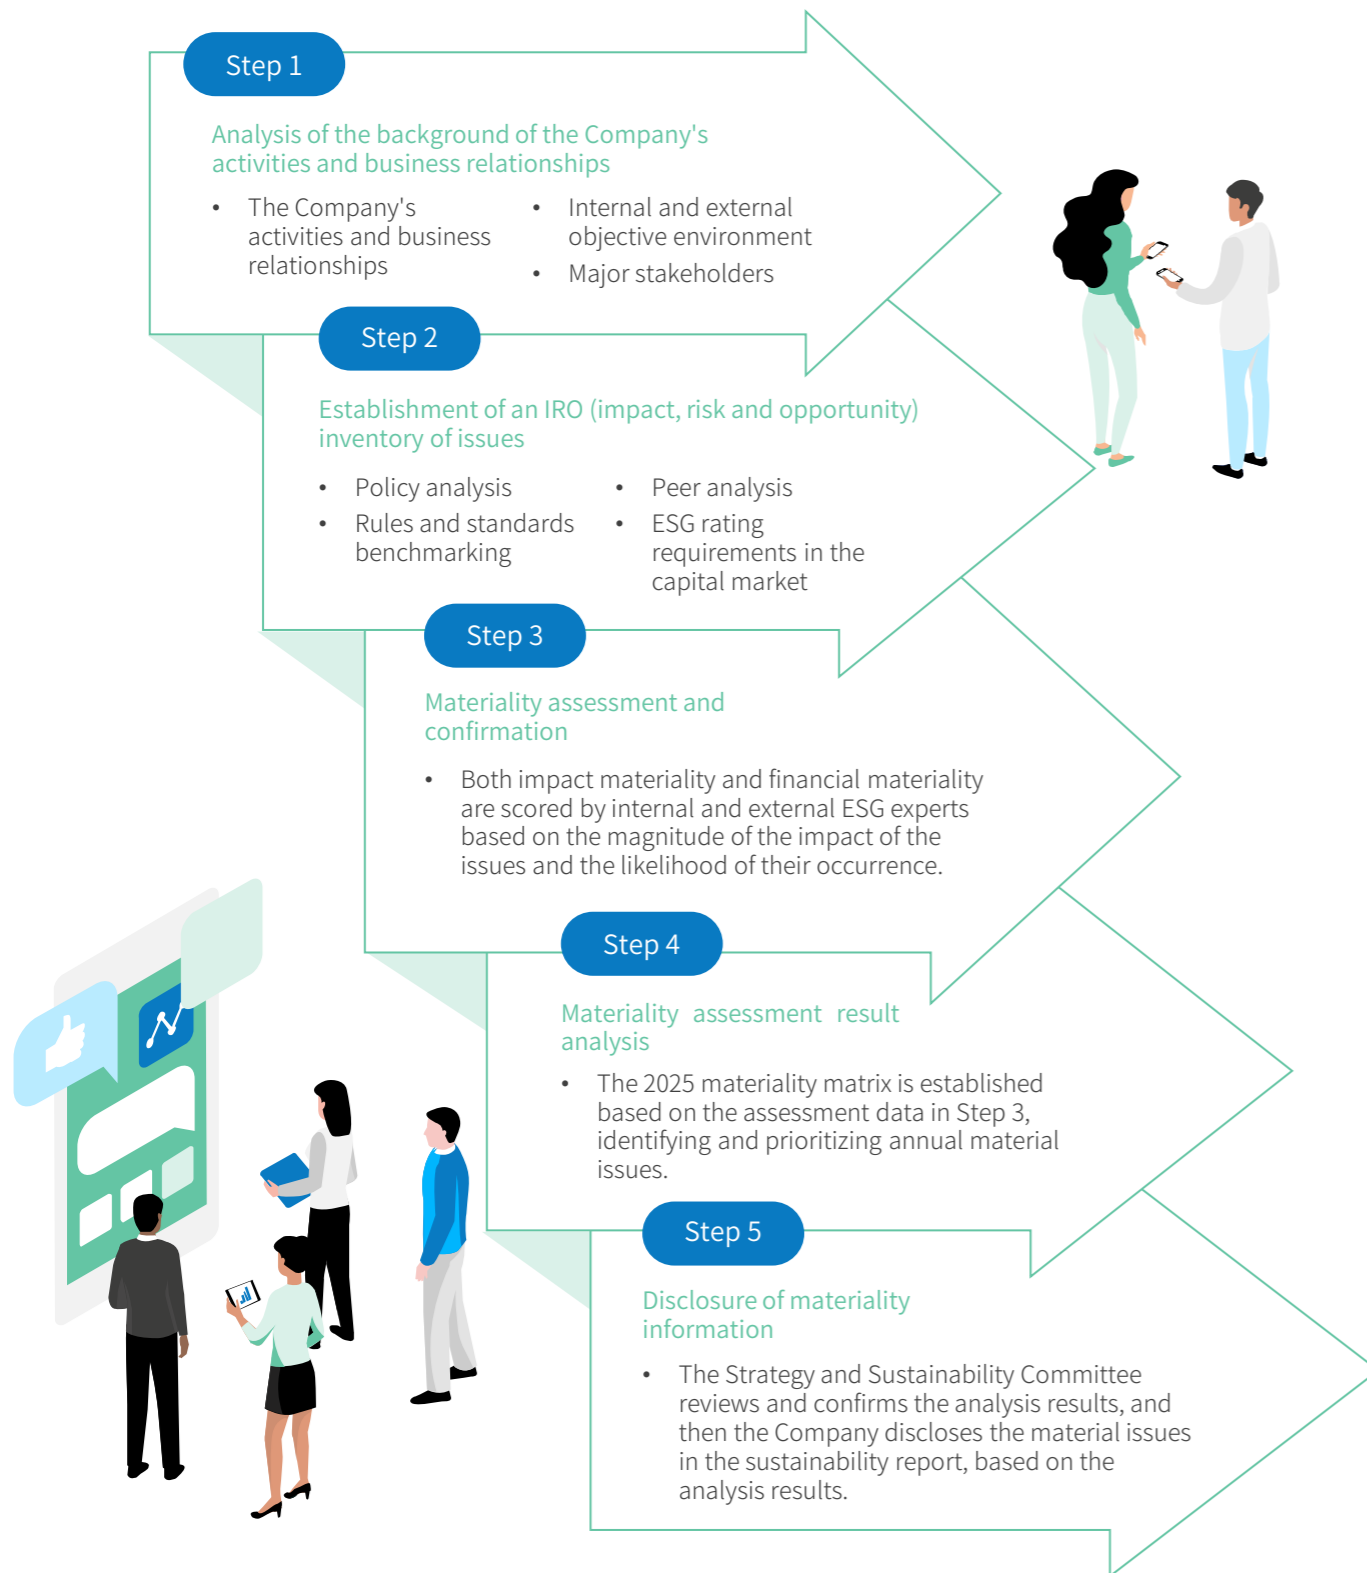 Step 1
Analysis of the background of the Company's
activities and business relationships
• The Company's
activities and business
relationships
• Internal and external
objective environment
• Major stakeholders
Step 2
Establishment of an IRO (impact, risk and opportunity)
inventory of issues
• Policy analysis
• Rules and standards
benchmarking
• Peer analysis
• ESG rating
requirements in the
capital market
Step 3
Materiality assessment and
confirmation
• Both impact materiality and financial materiality
are scored by internal and external ESG experts
based on the magnitude of the impact of the
issues and the likelihood of their occurrence.
Step 4
Materiality assessment result
analysis
• The 2025 materiality matrix is established
based on the assessment data in Step 3,
identifying and prioritizing annual material
issues.
Step 5
Disclosure of materiality
information
• The Strategy and Sustainability Committee
reviews and confirms the analysis results, and
then the Company discloses the material issues
in the sustainability report, based on the
analysis results.